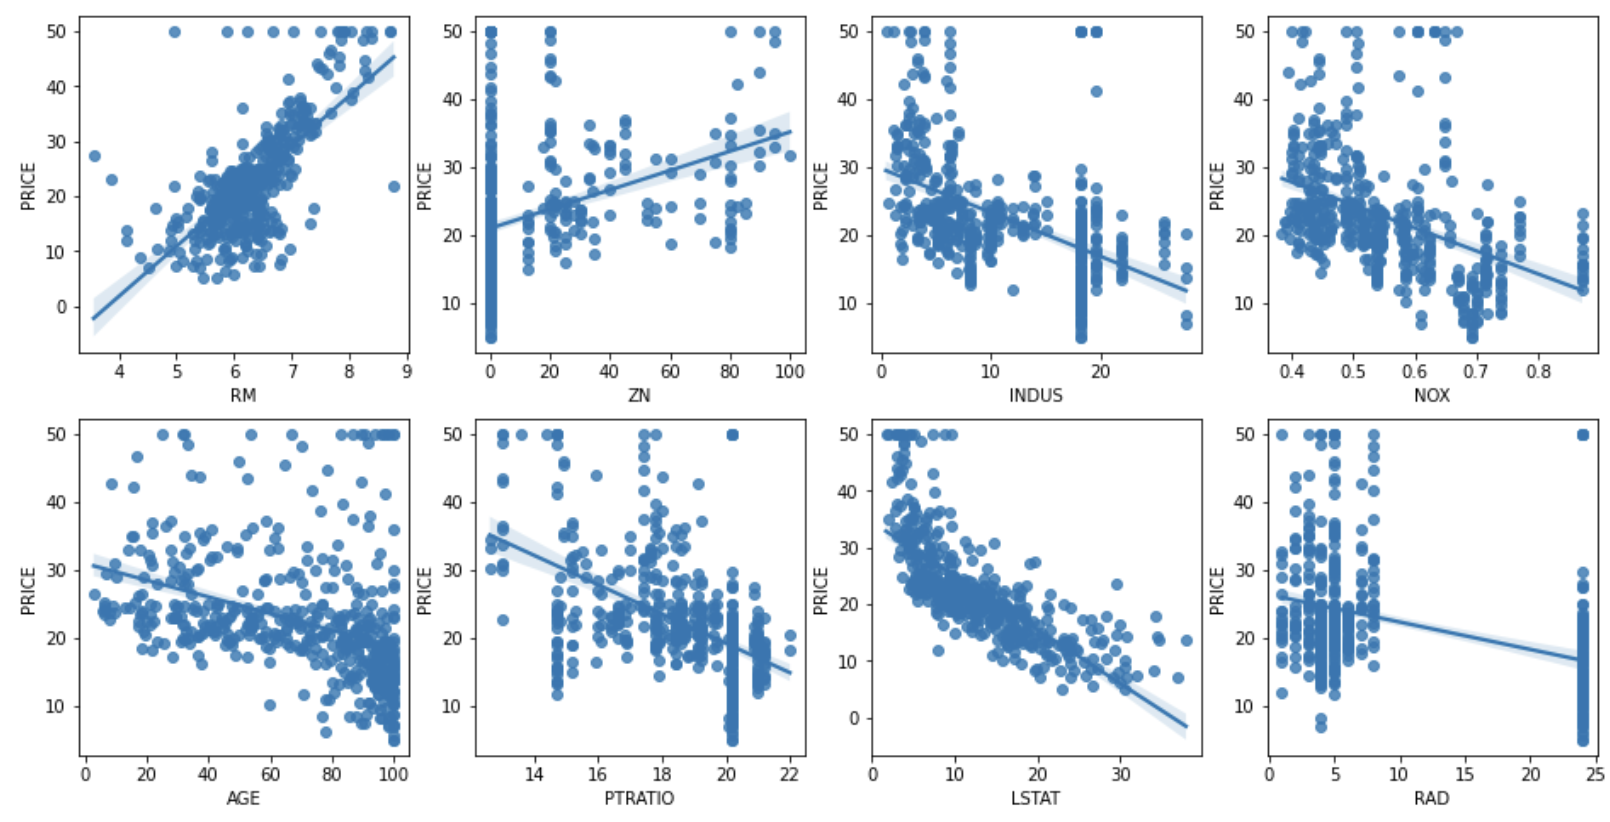 50
40
30
20
10
0
PRICE
4 5 6 7 8 9
RM
50
40
30
20
10
PRICE
0 20 40 60 80 100
ZN
50
40
30
20
10
PRICE
0 10 20
INDUS
50
40
30
20
10
PRICE
0.4 0.5 0.6 0.7 0.8
NOX
50
40
30
20
10
PRICE
0 20 40 60 80 100
AGE
50
40
30
20
10
PRICE
14 16 18 20 22
PTRATIO
50
40
30
20
10
0
PRICE
0 10 20 30
LSTAT
50
40
30
20
10
PRICE
0 5 10 15 20 25
RAD